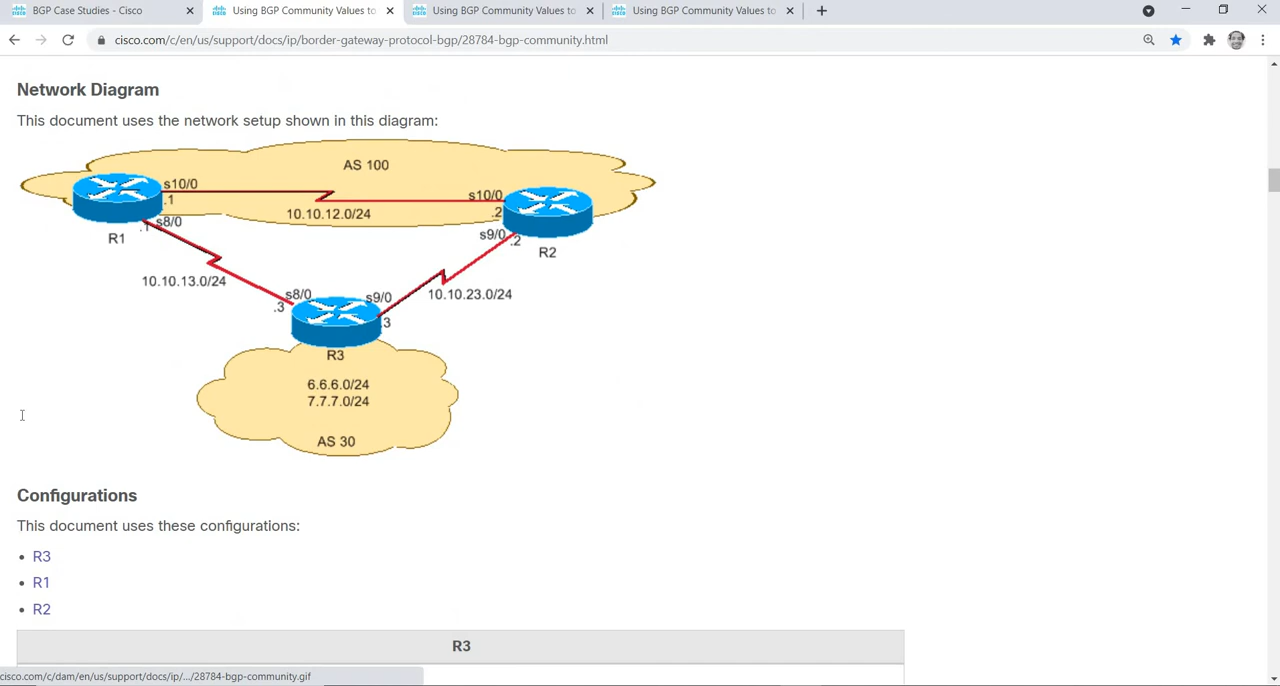 BGP Case Studies - Cisco
Using BGP Community Values to
Using BGP Community Values to
Using BGP Community Values to
cisco.com/c/en/us/support/docs/ip/border-gateway-protocol-bgp/28784-bgp-community.html
Network Diagram
This document uses the network setup shown in this diagram:
AS 100
s10/0
.1
s10/0
.2
10.10.12.0/24
.1
s8/0
s9/0
.2
R1
R2
10.10.13.0/24
10.10.23.0/24
s8/0
.3
s9/0
.3
R3
6.6.6.0/24
7.7.7.0/24
AS 30
Configurations
This document uses these configurations:
• R3
• R1
• R2
R3
cisco.com/c/dam/en/us/support/docs/ip/.../28784-bgp-community.gif